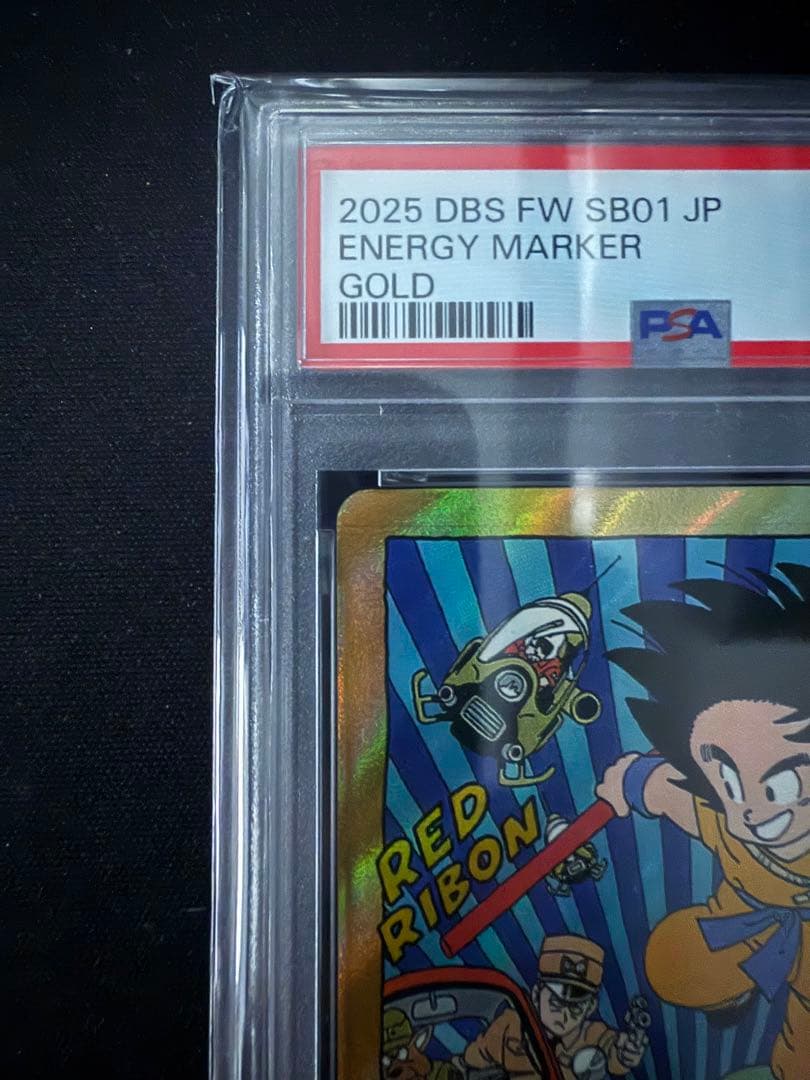 2025 DBS FW SB01 JP
ENERGY MARKER
GOLD
PSA
RED
RIBON